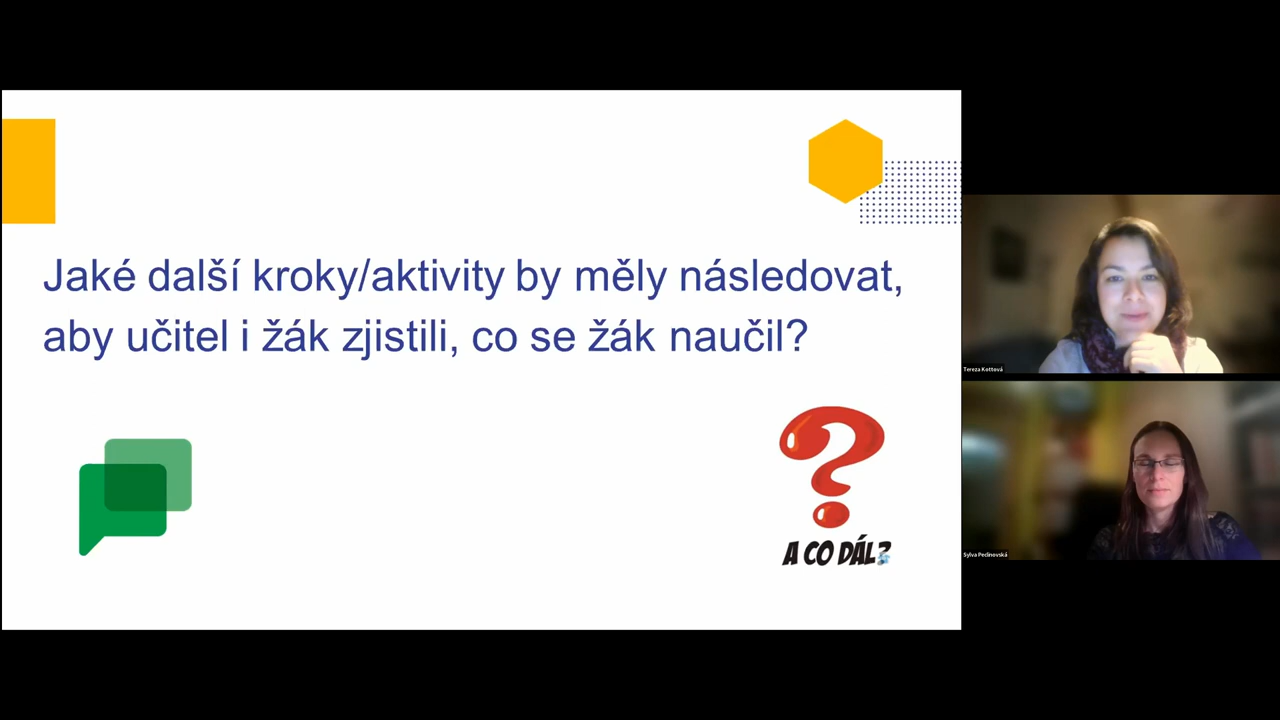 Jaké další kroky/aktivity by měly následovat,
aby učitel i žák zjistili, co se žák naučil?
A CO DÁL?
Tereza Kottová
Sylva Pecinovská